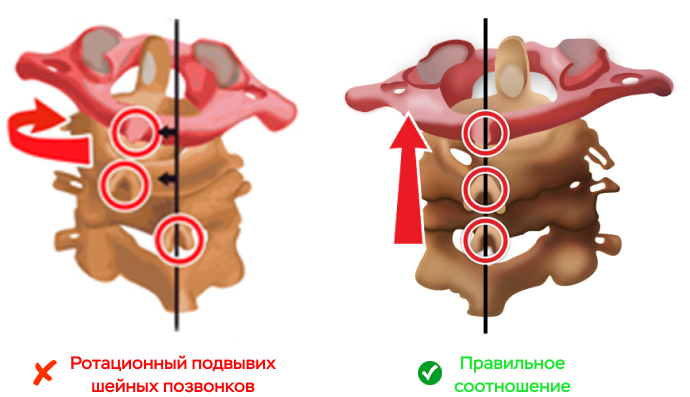 Ротационный подвывих
шейных позвонков
Правильное
соотношение